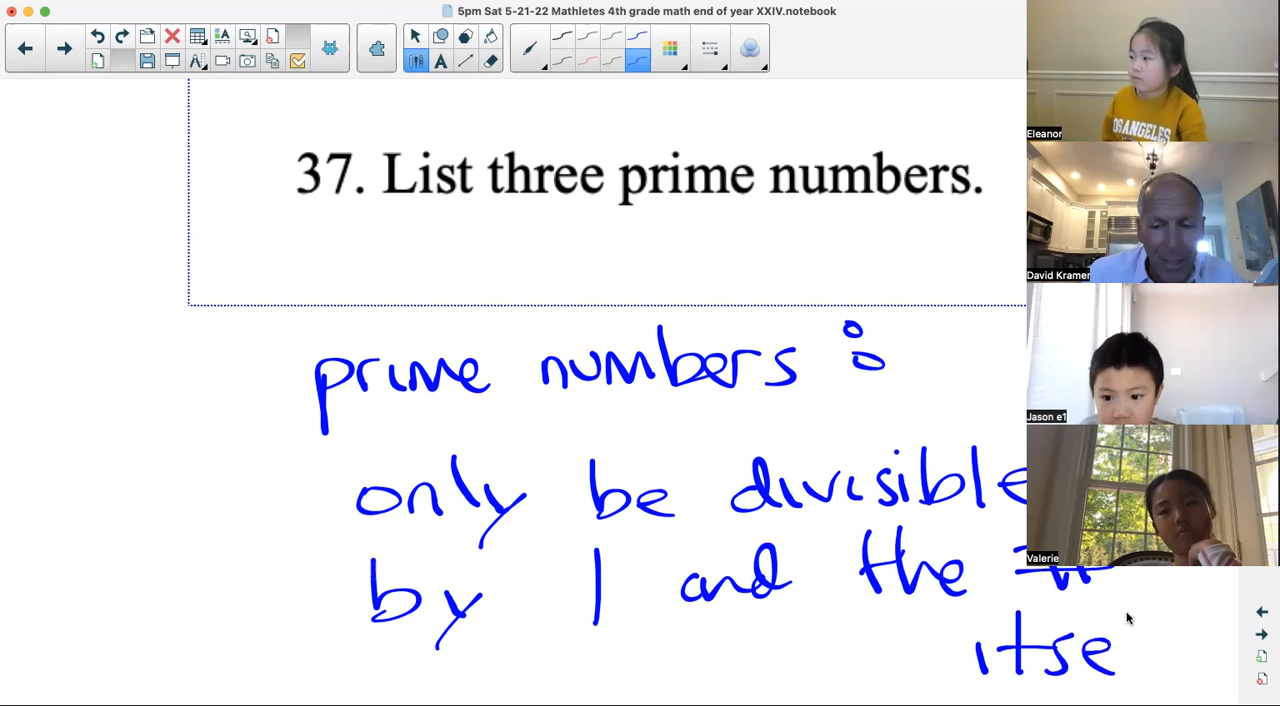 5pm Sat 5-21-22 Mathletes 4th grade math end of year XXIV.notebook
37. List three prime numbers.
prime numbers :
only be divisible
by 1 and the #
itse
OSANGELES
Eleanor
David Kramer
Jason e1
Valerie